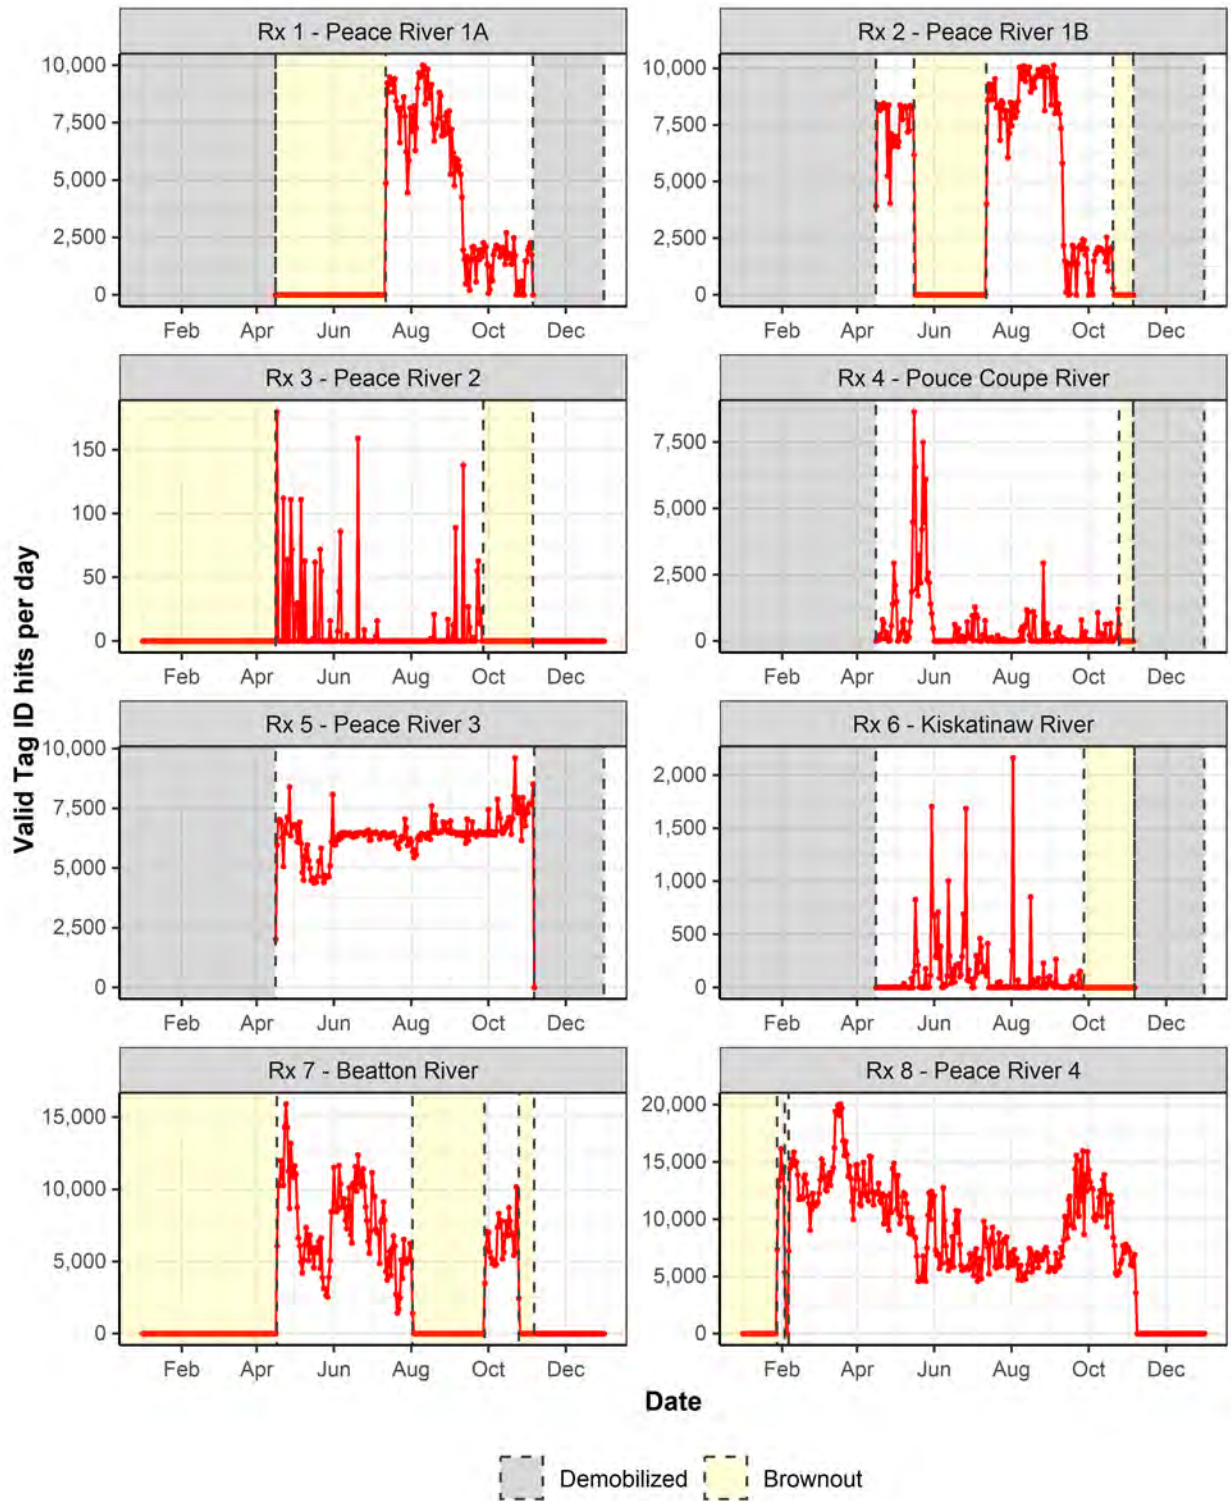 Rx 1 - Peace River 1A
10,000
7,500
5,000
2,500
0
Feb Apr Jun Aug Oct Dec
Rx 2 - Peace River 1B
10,000
7,500
5,000
2,500
0
Feb Apr Jun Aug Oct Dec
Rx 3 - Peace River 2
150
100
50
0
Feb Apr Jun Aug Oct Dec
Rx 4 - Pouce Coupe River
7,500
5,000
2,500
0
Feb Apr Jun Aug Oct Dec
Rx 5 - Peace River 3
10,000
7,500
5,000
2,500
0
Feb Apr Jun Aug Oct Dec
Rx 6 - Kiskatinaw River
2,000
1,500
1,000
500
0
Feb Apr Jun Aug Oct Dec
Rx 7 - Beatton River
15,000
10,000
5,000
0
Feb Apr Jun Aug Oct Dec
Rx 8 - Peace River 4
20,000
15,000
10,000
5,000
0
Feb Apr Jun Aug Oct Dec
Valid Tag ID hits per day
Date
Demobilized Brownout